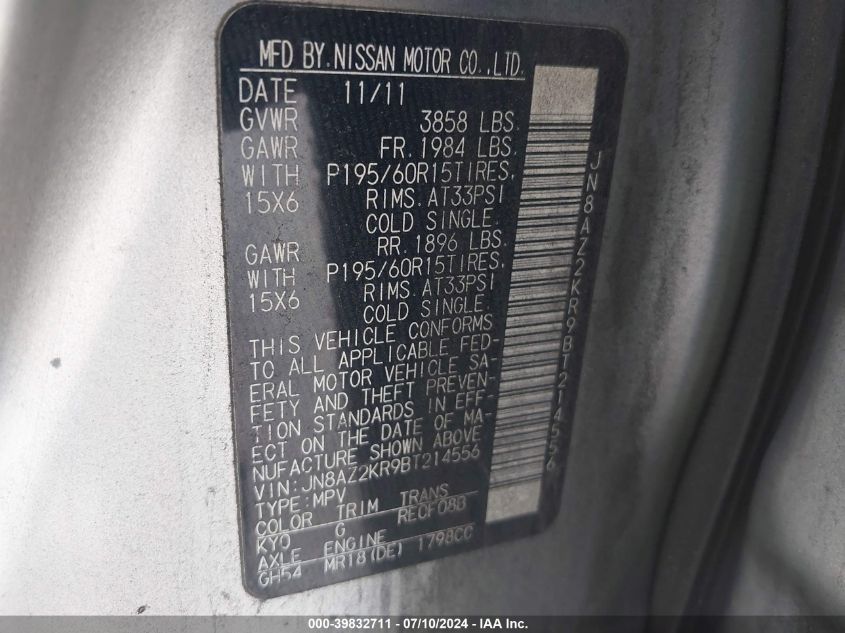 MFD BY.NISSAN MOTOR CO.,LTD.
DATE 11/11
GVWR 3858 LBS.
GAWR FR.1984 LBS.
WITH P195/60R15TIRES,
15X6 RIMS.AT33PSI
COLD SINGLE.
GAWR RR.1896 LBS.
WITH P195/60R15TIRES,
15X6 RIMS.AT33PSI
COLD SINGLE.
THIS VEHICLE CONFORMS
TO ALL APPLICABLE FED-
ERAL MOTOR VEHICLE SA-
FETY AND THEFT PREVEN-
TION STANDARDS IN EFF-
ECT ON THE DATE OF MA-
NUFACTURE SHOWN ABOVE
VIN:JN8AZ2KR9BT214556
TYPE:MPV
COLOR TRIM TRANS
KY0 G RE0F08B
AXLE ENGINE
GH54 MR18(DE) 1798CC
JN8AZ2KR9BT214556
000-39832711 - 07/10/2024 - IAA Inc.